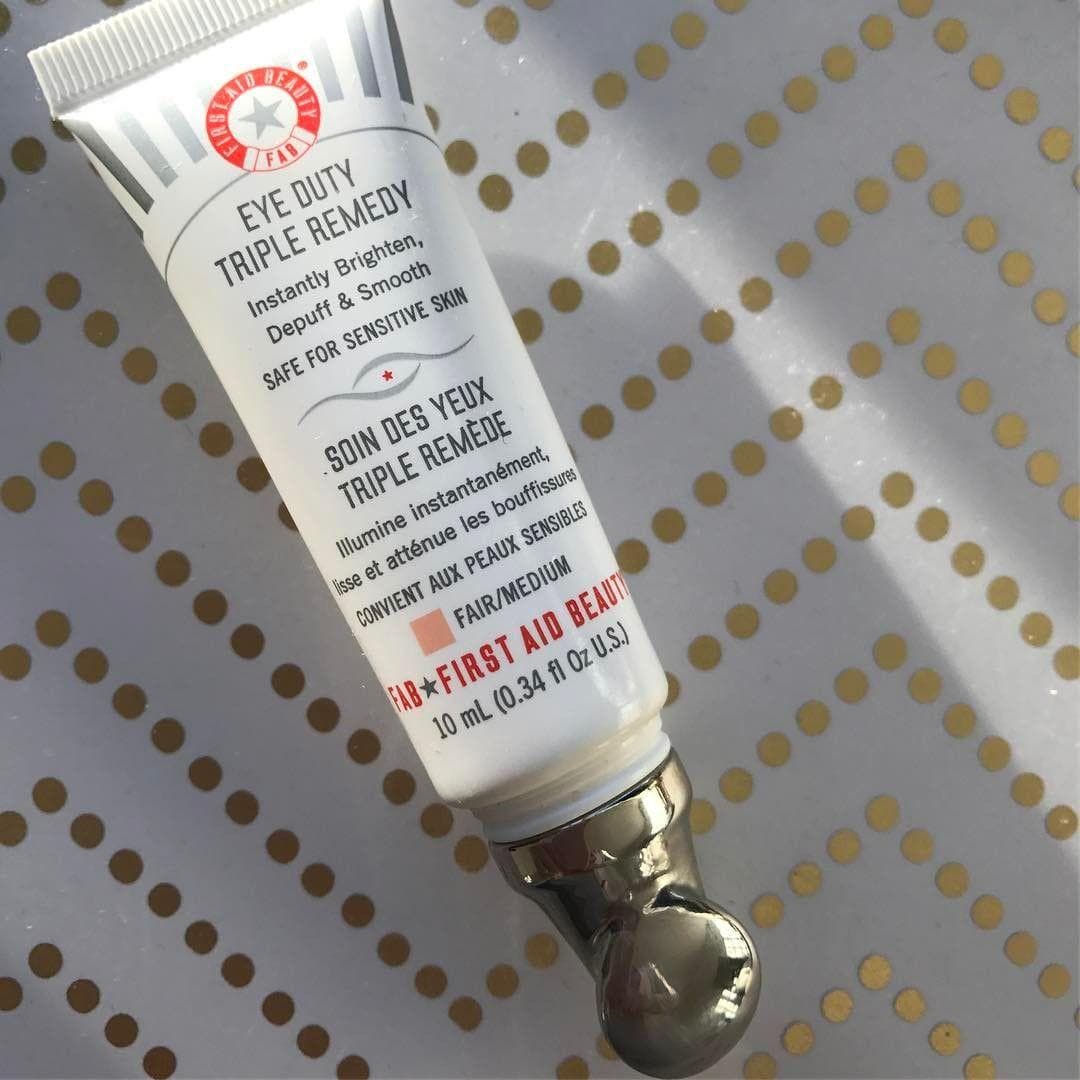 FIRST AID BEAUTY®
FAB
EYE DUTY
TRIPLE REMEDY
Instantly Brighten,
Depuff & Smooth
SAFE FOR SENSITIVE SKIN
SOIN DES YEUX
TRIPLE REMÈDE
Illumine instantanément,
lisse et atténue les bouffissures
CONVIENT AUX PEAUX SENSIBLES
FAIR/MEDIUM
FAB★FIRST AID BEAUTY
10 mL (0.34 fl Oz U.S.)